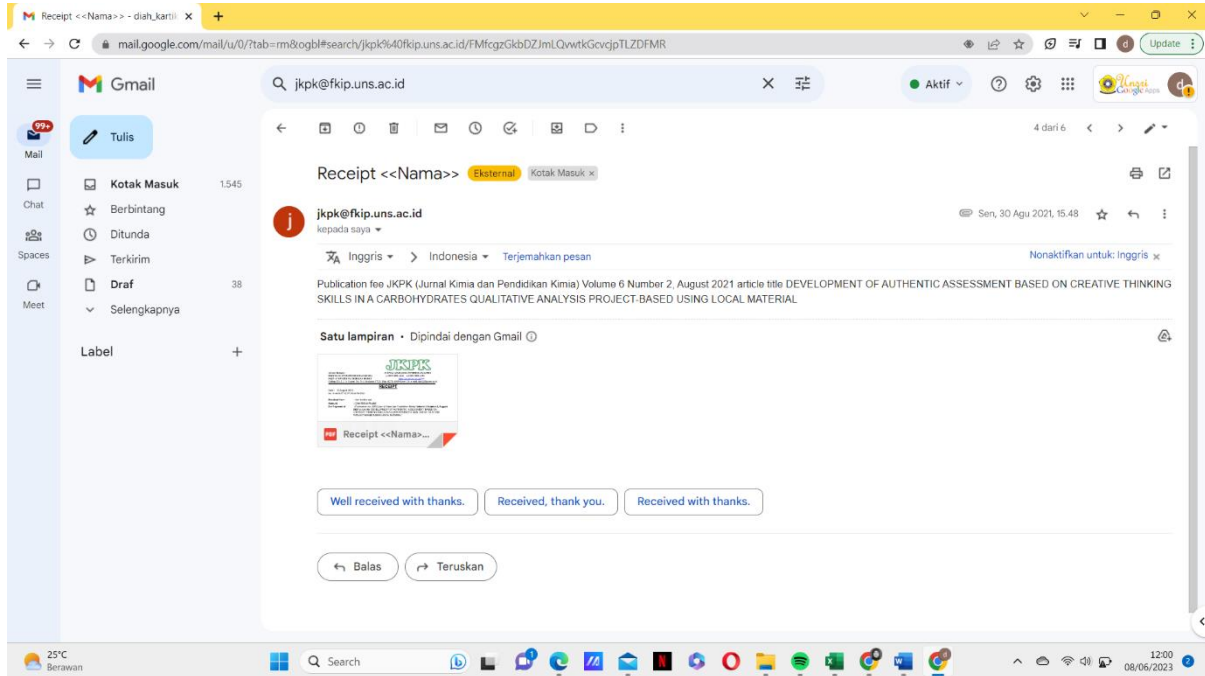 Receipt <<Nama>> - diah_kartik
Update
mail.google.com/mail/u/0/?tab=rm&ogbl#search/jkpk%40fkip.uns.ac.id/FMfcgzGkbDZJmLQvwtkGcvcjpTLZDFMR
d
Gmail
jkpk@fkip.uns.ac.id
Aktif
Google Apps
99+
Mail
Chat
Spaces
Meet
Tulis
Kotak Masuk 1.545
Berbintang
Ditunda
Terkirim
Draf 38
Selengkapnya
Label
4 dari 6
Receipt <<Nama>> Eksternal Kotak Masuk ×
j
jkpk@fkip.uns.ac.id
Sen, 30 Agu 2021, 15.48
kepada saya
Inggris > Indonesia Terjemahkan pesan
Nonaktifkan untuk: Inggris ×
Publication fee JKPK (Jurnal Kimia dan Pendidikan Kimia) Volume 6 Number 2, August 2021 article title DEVELOPMENT OF AUTHENTIC ASSESSMENT BASED ON CREATIVE THINKING
SKILLS IN A CARBOHYDRATES QUALITATIVE ANALYSIS PROJECT-BASED USING LOCAL MATERIAL
Satu lampiran • Dipindai dengan Gmail
JKPK
RECEIPT
PDF Receipt <<Nama>...
Well received with thanks.
Received, thank you.
Received with thanks.
Balas
Teruskan
25°C
Berawan
Search
12:00
08/06/2023
2